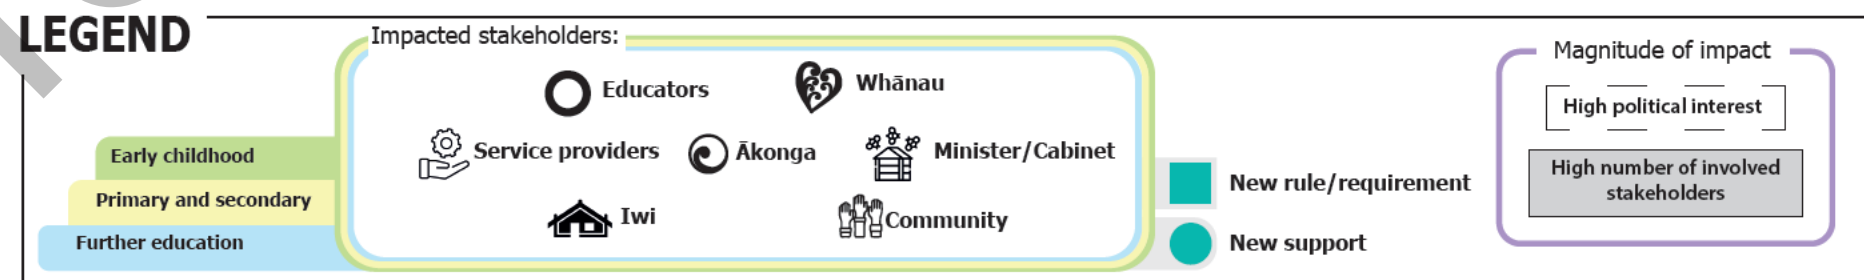 LEGEND
Impacted stakeholders:
Educators
Whānau
Service providers
Ākonga
Minister/Cabinet
Iwi
Community
Early childhood
Primary and secondary
Further education
New rule/requirement
New support
Magnitude of impact
High political interest
High number of involved
stakeholders